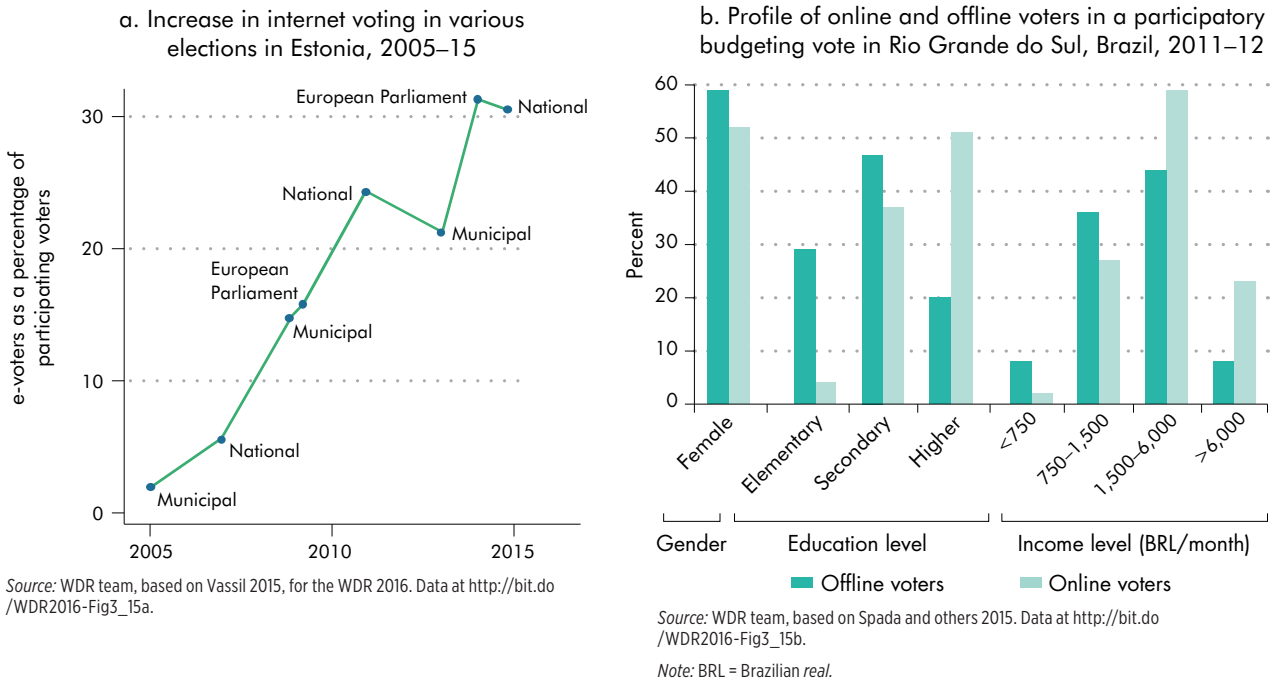 a. Increase in internet voting in various
elections in Estonia, 2005–15
e-voters as a percentage of
participating voters
30
20
10
0
European Parliament
National
National
Municipal
European
Parliament
Municipal
National
Municipal
2005
2010
2015
Source: WDR team, based on Vassil 2015, for the WDR 2016. Data at http://bit.do
/WDR2016-Fig3_15a.
b. Profile of online and offline voters in a participatory
budgeting vote in Rio Grande do Sul, Brazil, 2011–12
Percent
60
50
40
30
20
10
0
Female
Elementary
Secondary
Higher
<750
750–1,500
1,500–6,000
>6,000
Gender
Education level
Income level (BRL/month)
Offline voters
Online voters
Source: WDR team, based on Spada and others 2015. Data at http://bit.do
/WDR2016-Fig3_15b.
Note: BRL = Brazilian real.